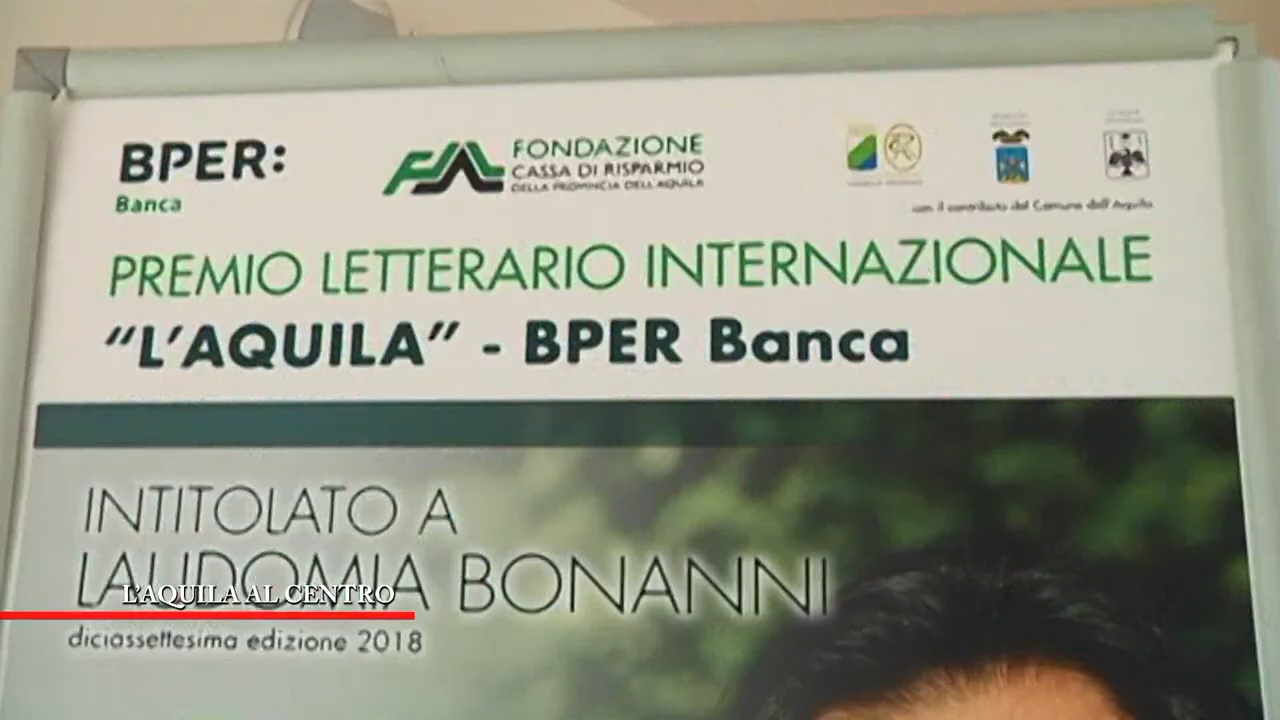 BPER:
Banca
FONDAZIONE
CASSA DI RISPARMIO
DELLA PROVINCIA DELL'AQUILA
con il contributo del Comune dell'Aquila
PREMIO LETTERARIO INTERNAZIONALE
“L’AQUILA” - BPER Banca
INTITOLATO A
LAUDOMIA BONANNI
L'AQUILA AL CENTRO
diciassettesima edizione 2018